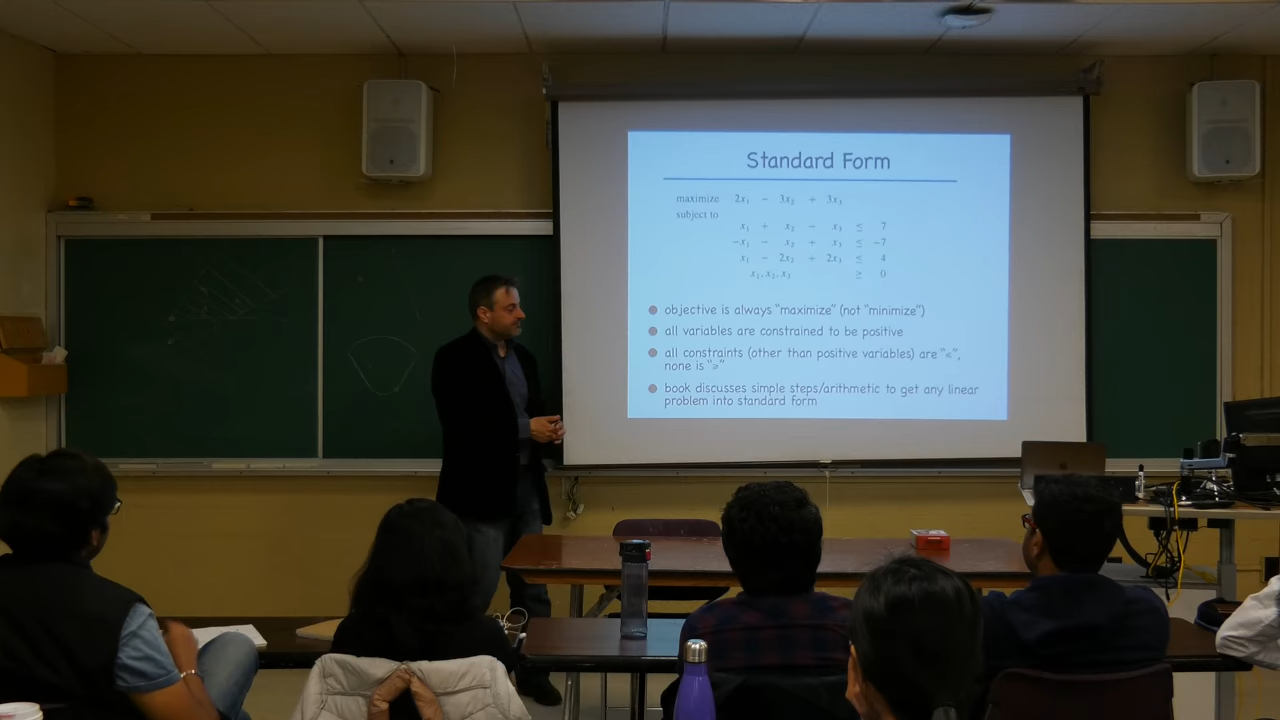 Standard Form
maximize 2x₁ − 3x₂ + 3x₃
subject to
x₁ + x₂ − x₃ ≤ 7
−x₁ − x₂ + x₃ ≤ −7
x₁ − 2x₂ + 2x₃ ≤ 4
x₁, x₂, x₃ ≥ 0
objective is always "maximize" (not "minimize")
all variables are constrained to be positive
all constraints (other than positive variables) are "≤",
none is "≥"
book discusses simple steps/arithmetic to get any linear
problem into standard form